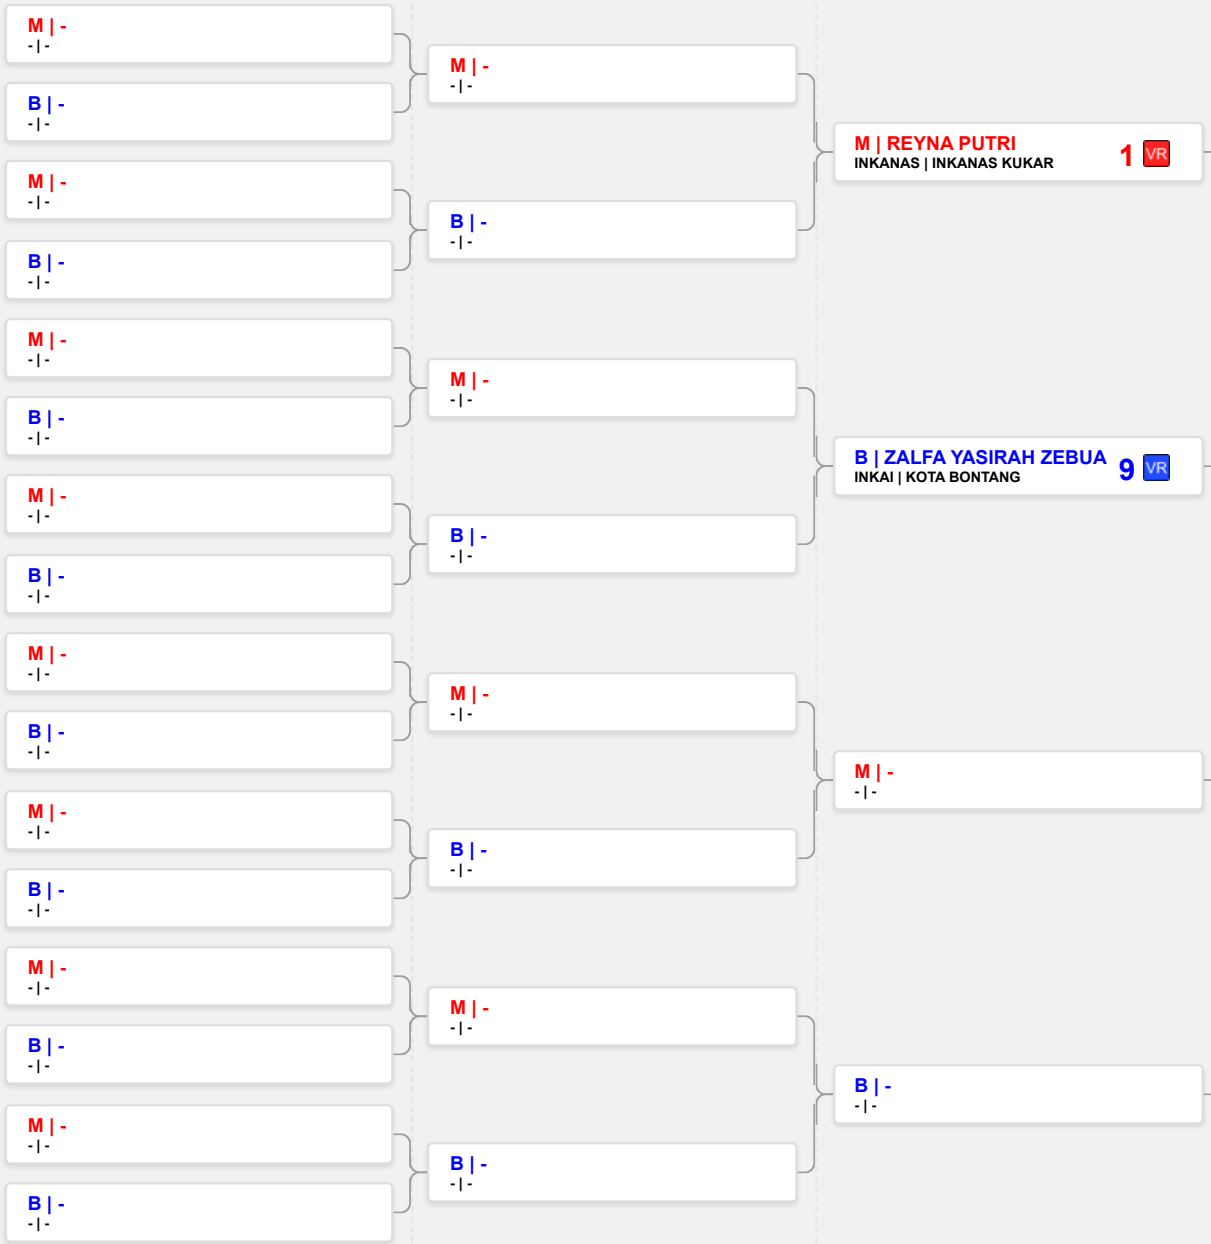 M | -
-|-
B | -
-|-
M | -
-|-
B | -
-|-
M | -
-|-
B | -
-|-
M | -
-|-
B | -
-|-
M | -
-|-
B | -
-|-
M | -
-|-
B | -
-|-
M | -
-|-
B | -
-|-
M | -
-|-
B | -
-|-
M | -
-|-
B | -
-|-
M | -
-|-
B | -
-|-
M | -
-|-
B | -
-|-
M | -
-|-
B | -
-|-
M | REYNA PUTRI
INKANAS | INKANAS KUKAR
1 VR
B | ZALFA YASIRAH ZEBUA
INKAI | KOTA BONTANG
9 VR
M | -
-|-
B | -
-|-